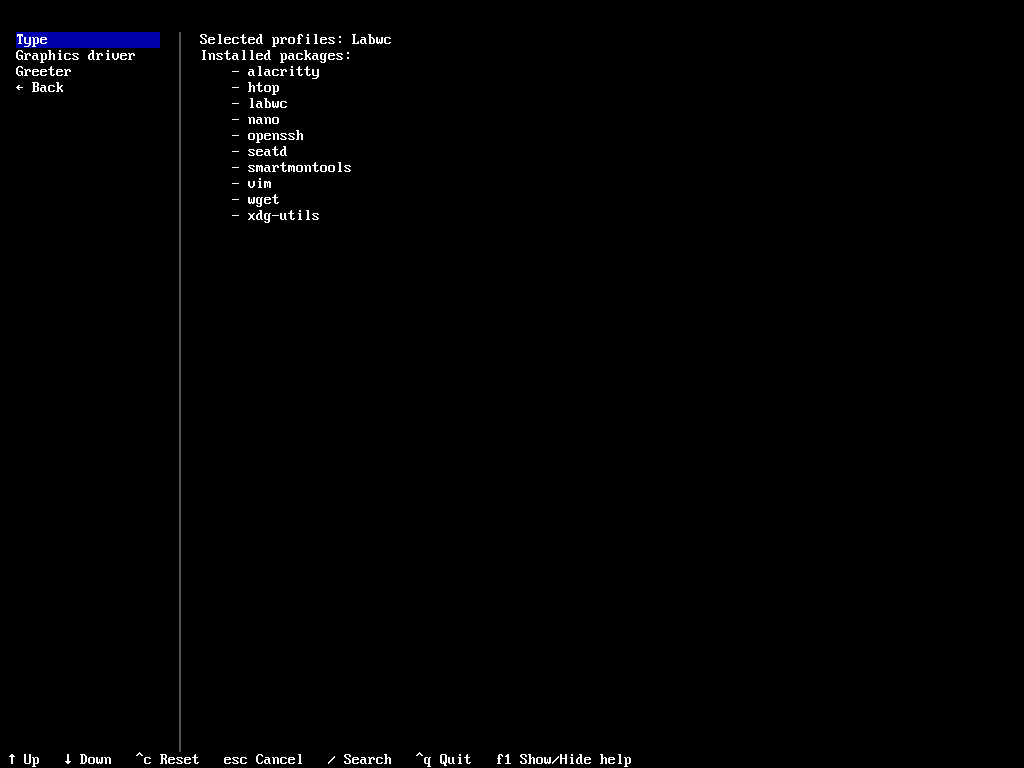 Type
Graphics driver
Greeter
← Back
Selected profiles: Labwc
Installed packages:
- alacritty
- htop
- labwc
- nano
- openssh
- seatd
- smartmontools
- vim
- wget
- xdg-utils
↑ Up ↓ Down ^c Reset esc Cancel / Search ^q Quit f1 Show/Hide help